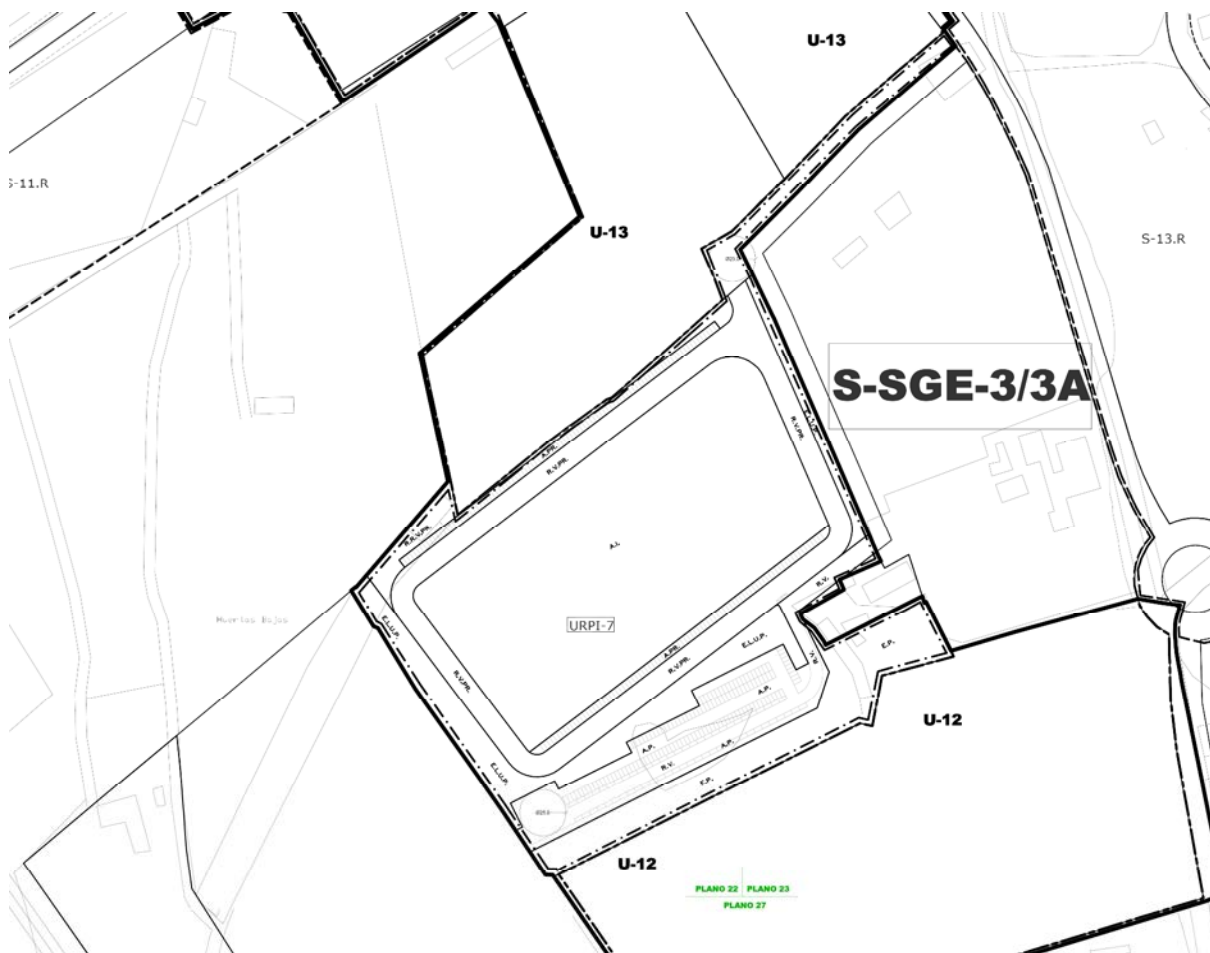 U-13
U-13
S-11.R
S-13.R
S-SGE-3/3A
R.V.PR.
A.PR.
R.V.PR.
A.I.
Huertas Bajas
URPI-7
R.V.
E.L.U.P.
E.L.U.P.
A.PR.
R.V.PR.
R.V.
E.P.
R.V.PR.
A.P.
U-12
A.P.
A.P.
E.L.U.P.
R.V.
U-12
PLANO 22
PLANO 23
PLANO 27